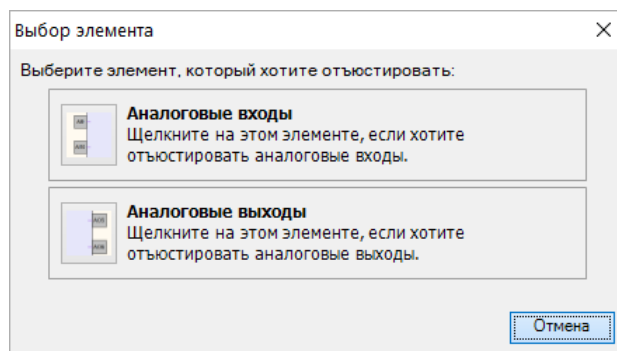 Выбор элемента
Выберите элемент, который хотите отъюстировать:
Аналоговые входы
Щелкните на этом элементе, если хотите
отъюстировать аналоговые входы.
Аналоговые выходы
Щелкните на этом элементе, если хотите
отъюстировать аналоговые выходы.
Отмена